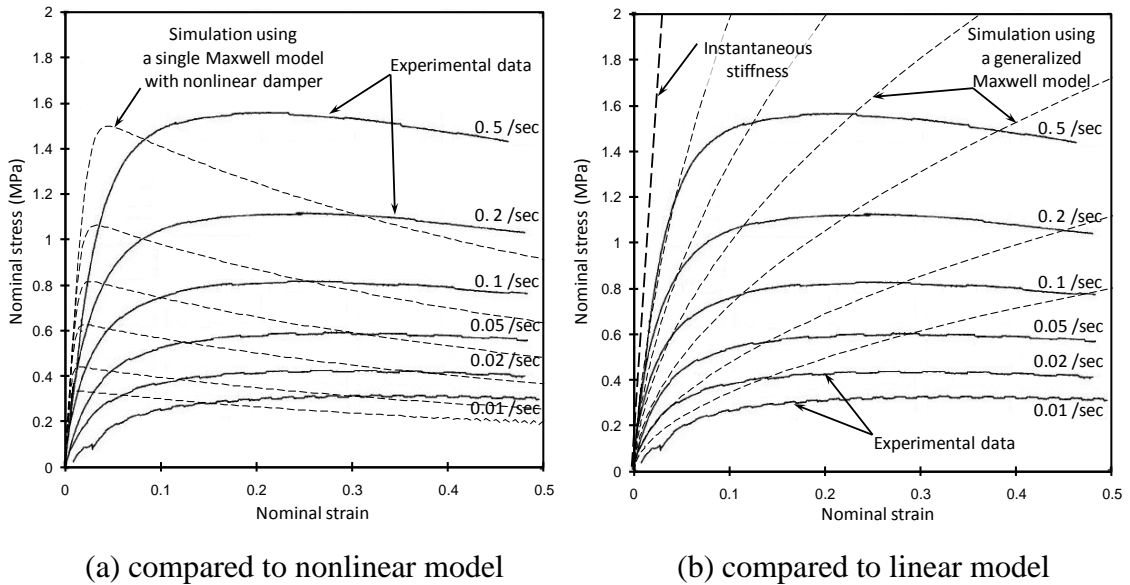 2
1.8
1.6
1.4
1.2
1
0.8
0.6
0.4
0.2
0
Nominal stress (MPa)
Simulation using
a single Maxwell model
with nonlinear damper
Experimental data
0.5 /sec
0.2 /sec
0.1 /sec
0.05 /sec
0.02 /sec
0.01 /sec
0 0.1 0.2 0.3 0.4 0.5
Nominal strain
(a) compared to nonlinear model
2
1.8
1.6
1.4
1.2
1
0.8
0.6
0.4
0.2
0
Nominal stress (MPa)
Instantaneous
stiffness
Simulation using
a generalized
Maxwell model
0.5 /sec
0.2 /sec
0.1 /sec
0.05 /sec
0.02 /sec
0.01 /sec
Experimental data
0 0.1 0.2 0.3 0.4 0.5
Nominal strain
(b) compared to linear model